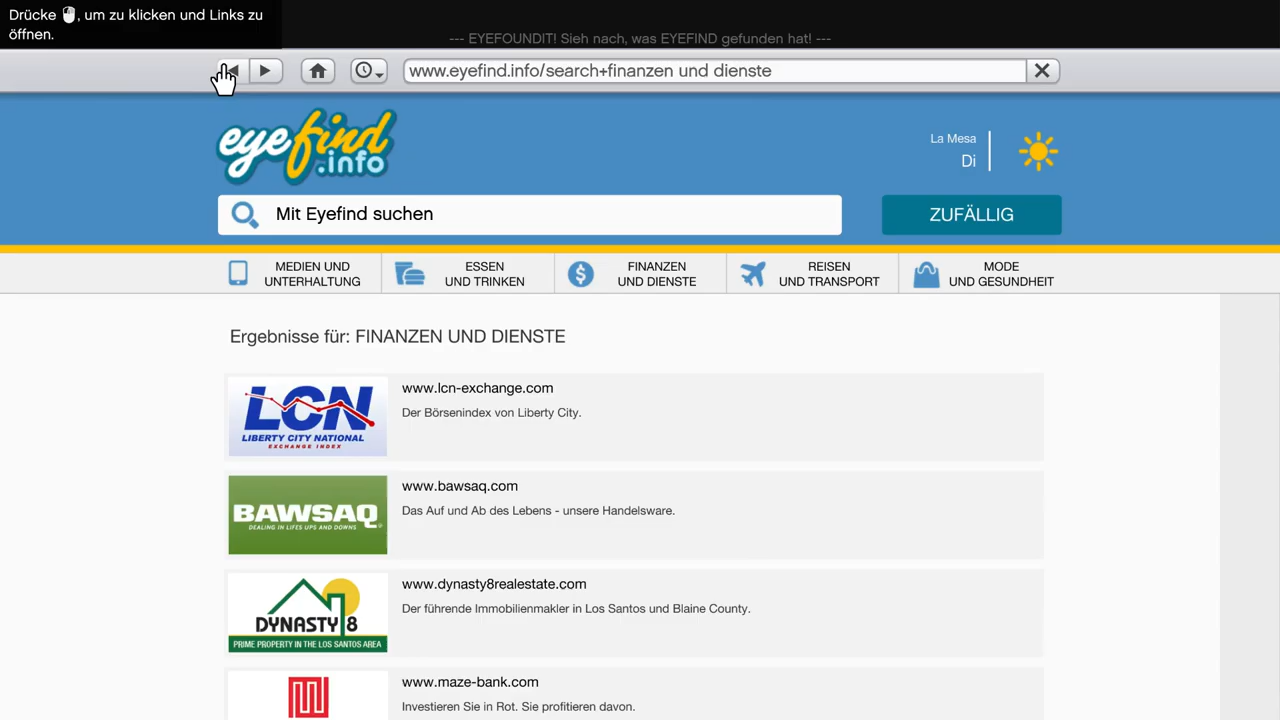 Drücke , um zu klicken und Links zu
öffnen.
--- EYEFOUNDIT! Sieh nach, was EYEFIND gefunden hat! ---
www.eyefind.info/search+finanzen und dienste
eyefind
.info
La Mesa
Di
Mit Eyefind suchen
ZUFÄLLIG
MEDIEN UND
UNTERHALTUNG
ESSEN
UND TRINKEN
FINANZEN
UND DIENSTE
REISEN
UND TRANSPORT
MODE
UND GESUNDHEIT
Ergebnisse für: FINANZEN UND DIENSTE
LCN
LIBERTY CITY NATIONAL
EXCHANGE INDEX
www.lcn-exchange.com
Der Börsenindex von Liberty City.
BAWSAQ
DEALING IN LIFES UPS AND DOWNS
www.bawsaq.com
Das Auf und Ab des Lebens - unsere Handelsware.
DYNASTY 8
PRIME PROPERTY IN THE LOS SANTOS AREA
www.dynasty8realestate.com
Der führende Immobilienmakler in Los Santos und Blaine County.
www.maze-bank.com
Investieren Sie in Rot. Sie profitieren davon.